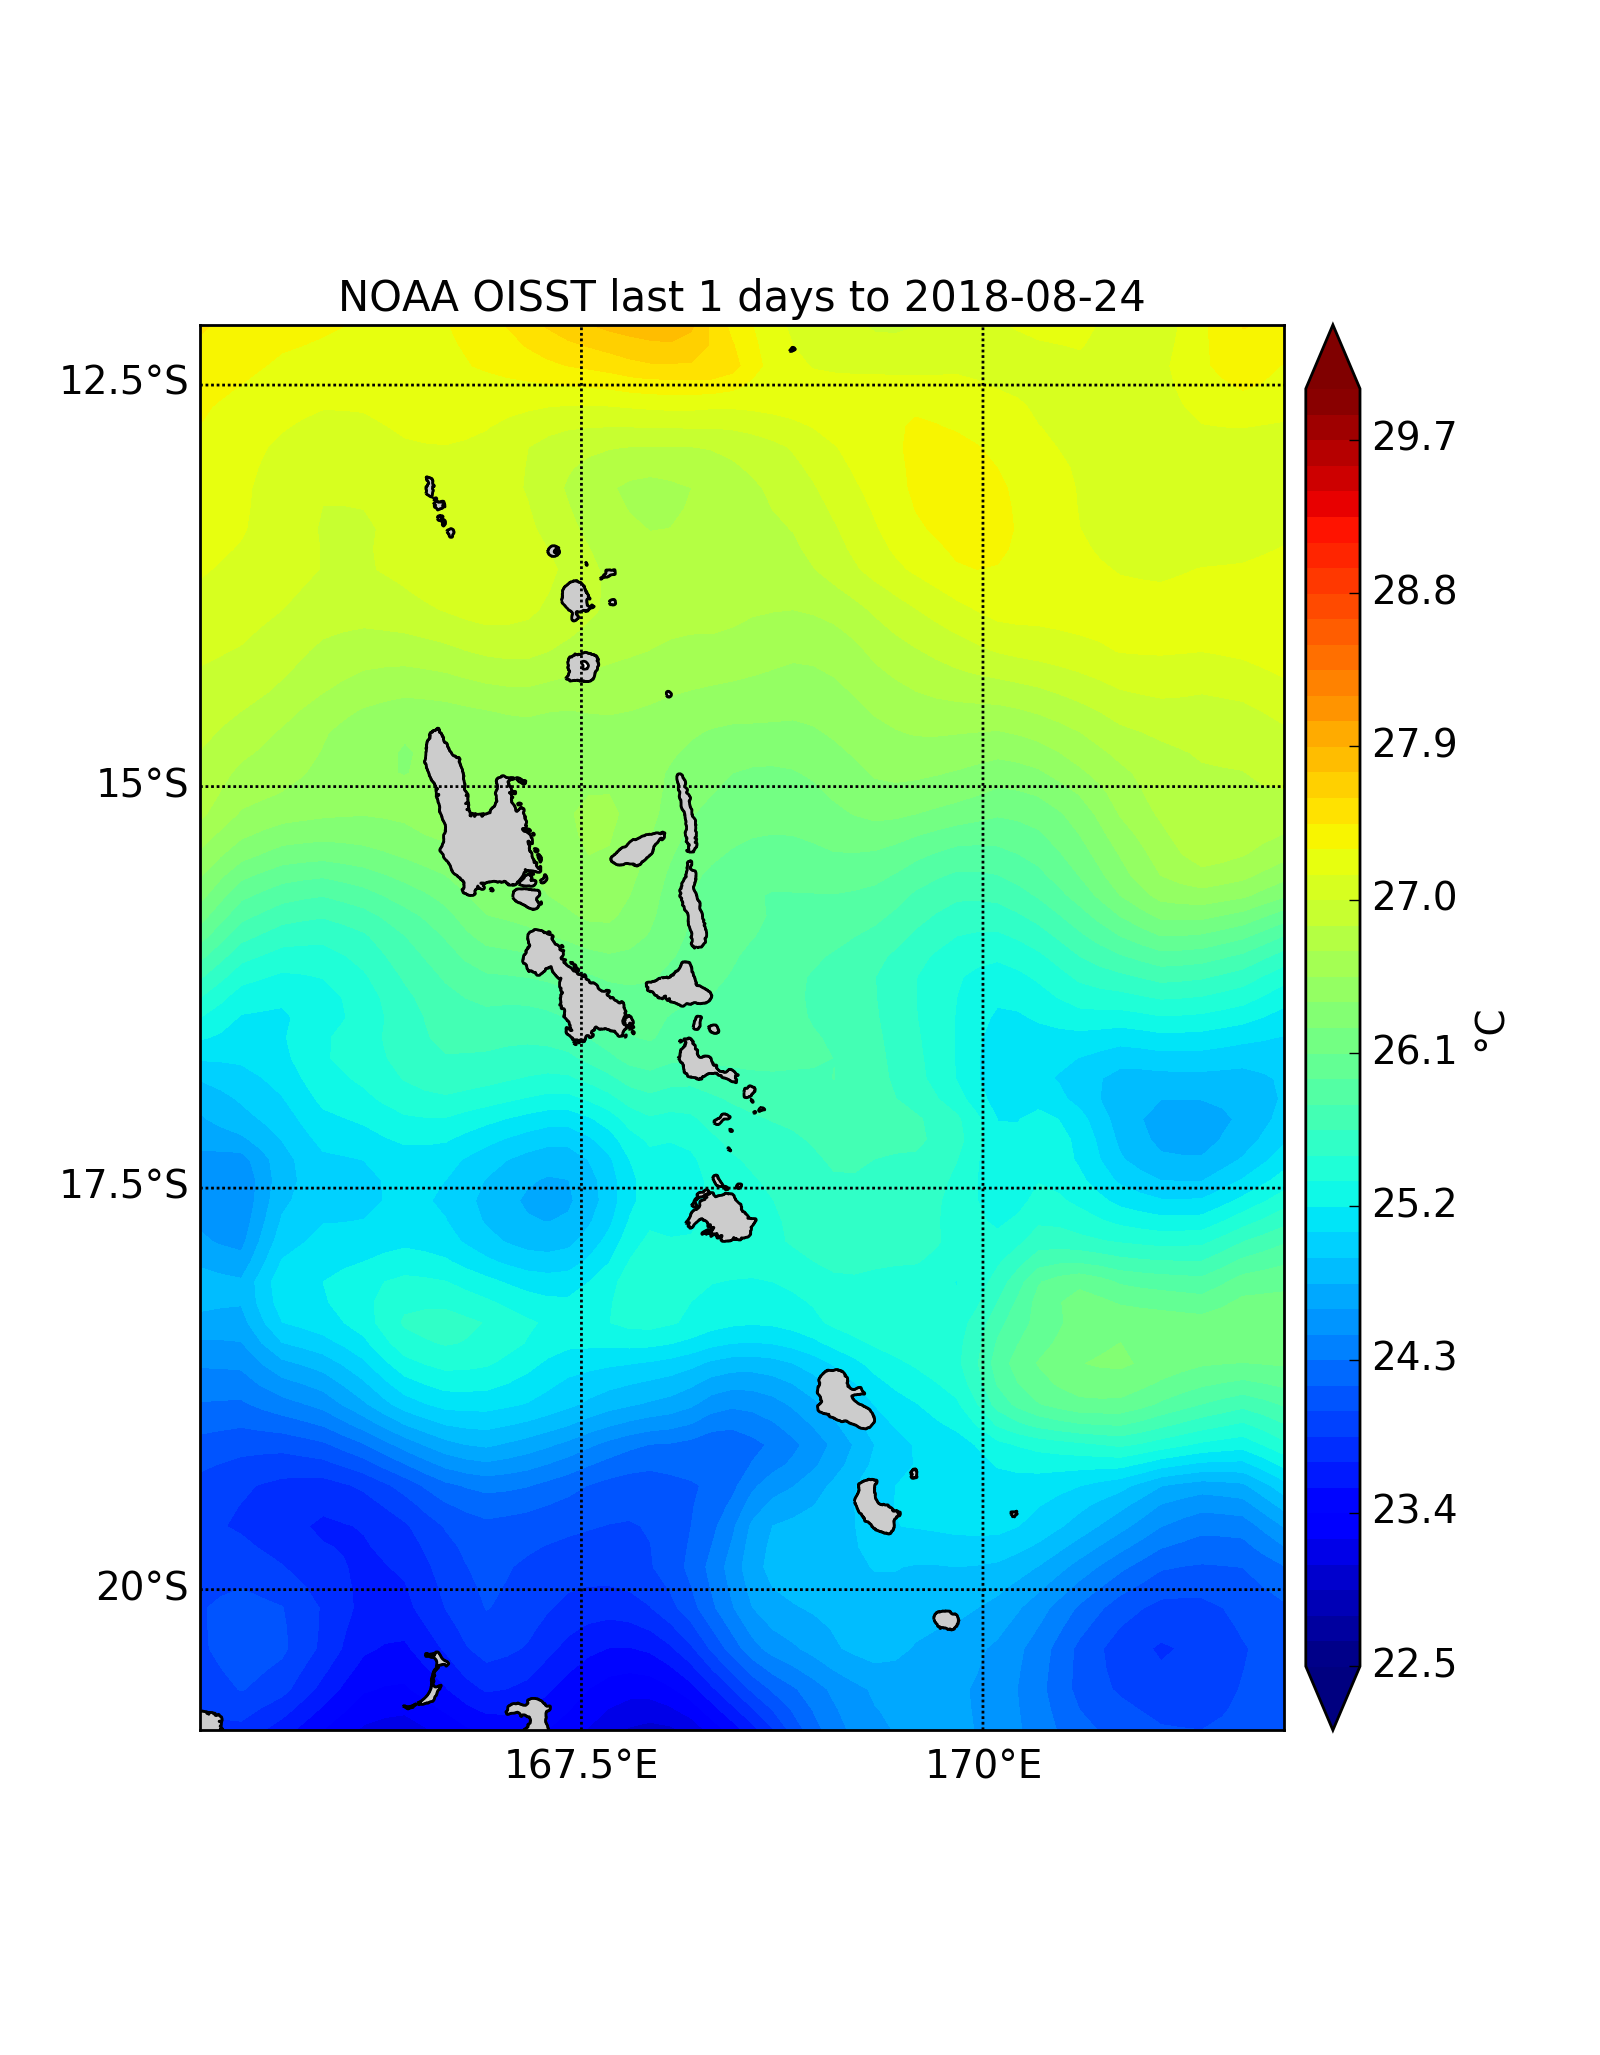 NOAA OISST last 1 days to 2018-08-24
12.5°S
15°S
17.5°S
20°S
167.5°E
170°E
29.7
28.8
27.9
27.0
26.1
25.2
24.3
23.4
22.5
°C